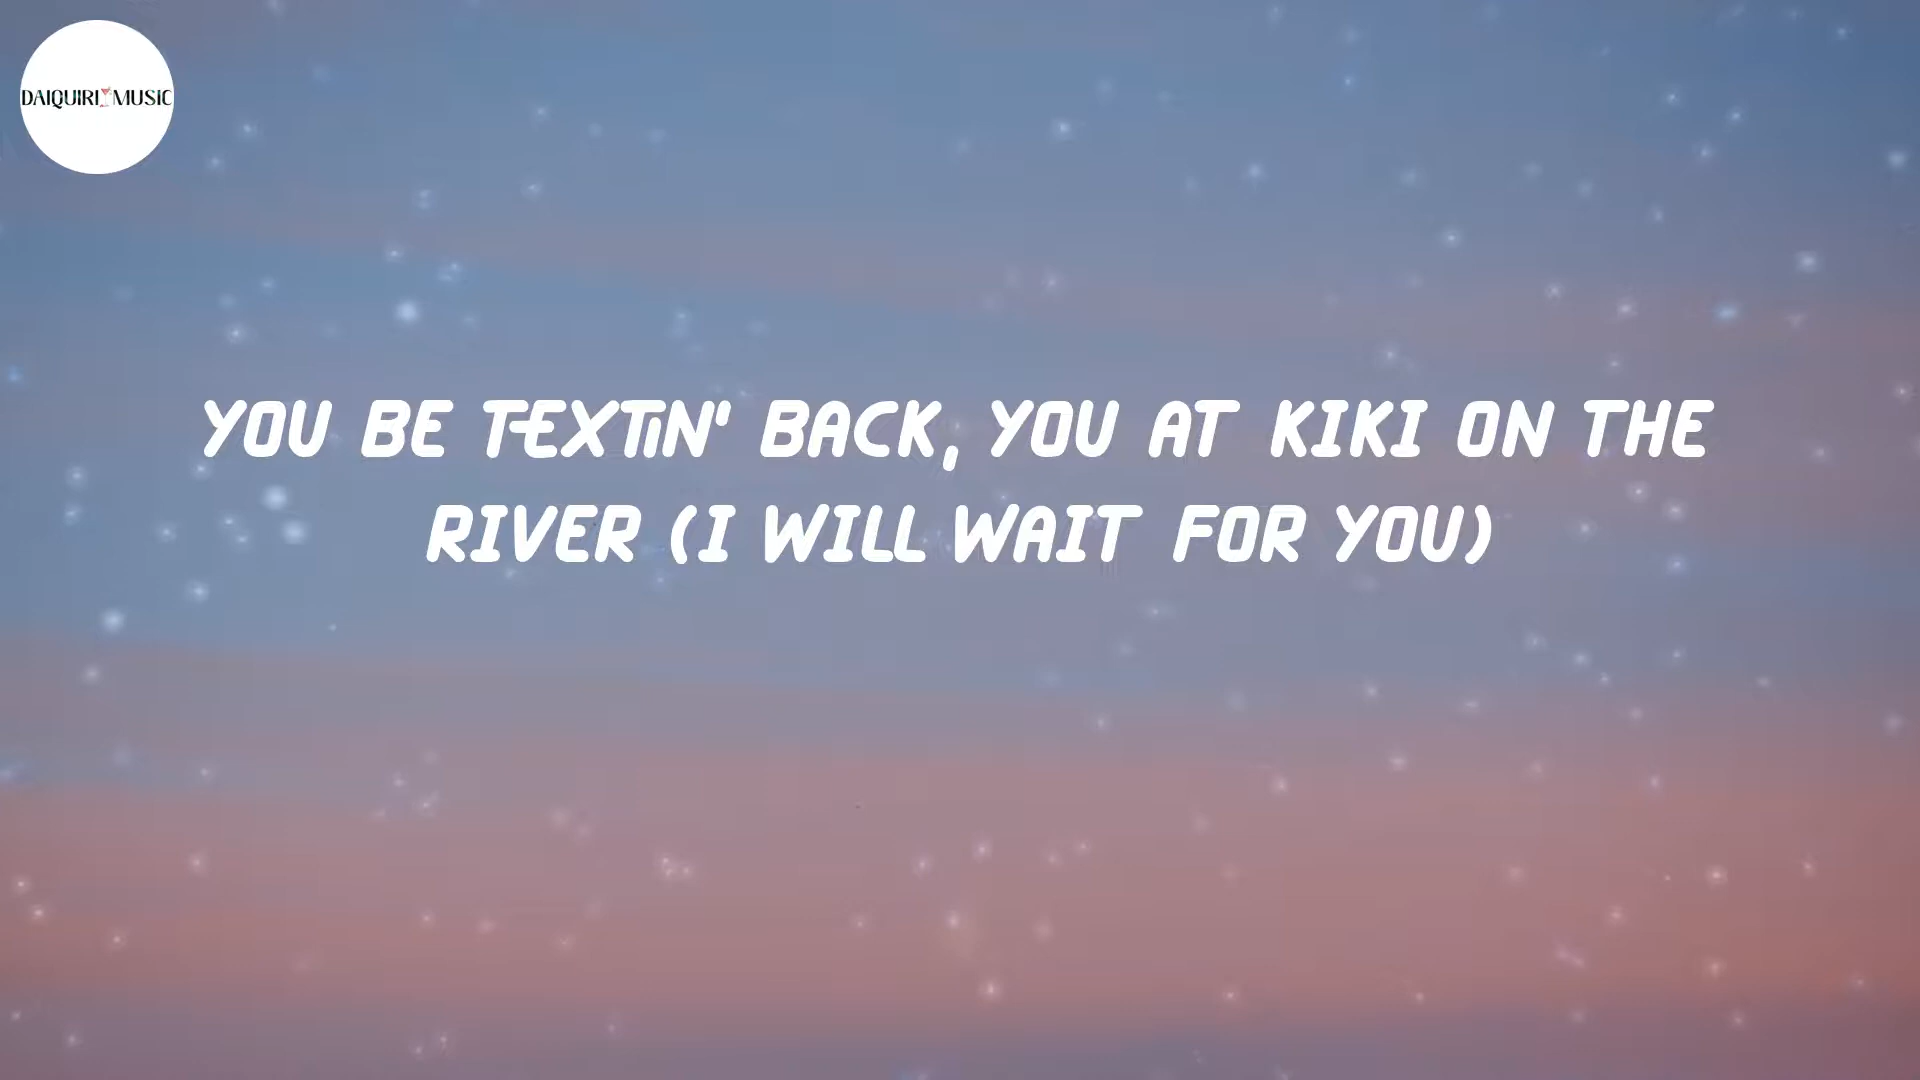 DAIQUIRI MUSIC
YOU BE TEXTIN' BACK, YOU AT KIKI ON THE
RIVER (I WILL WAIT FOR YOU)